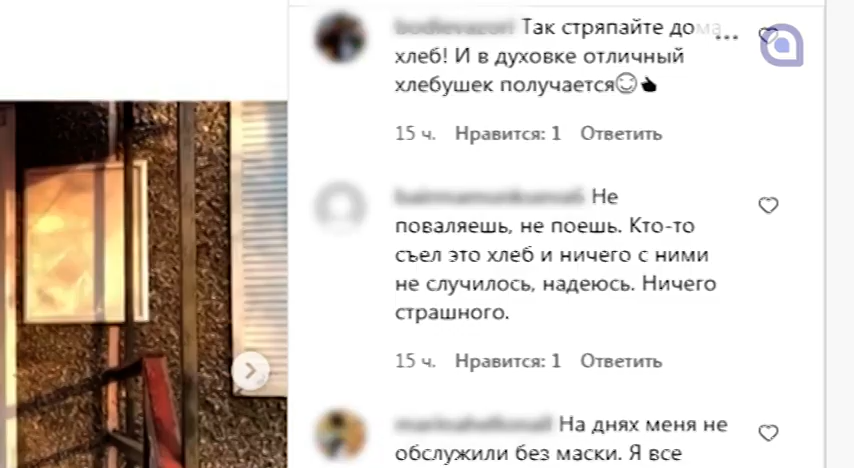 Так стряпайте дома
хлеб! И в духовке отличный
хлебушек получается
15 ч. Нравится: 1 Ответить
Не
поваляешь, не поешь. Кто-то
съел это хлеб и ничего с ними
не случилось, надеюсь. Ничего
страшного.
15 ч. Нравится: 1 Ответить
На днях меня не
обслужили без маски. Я все